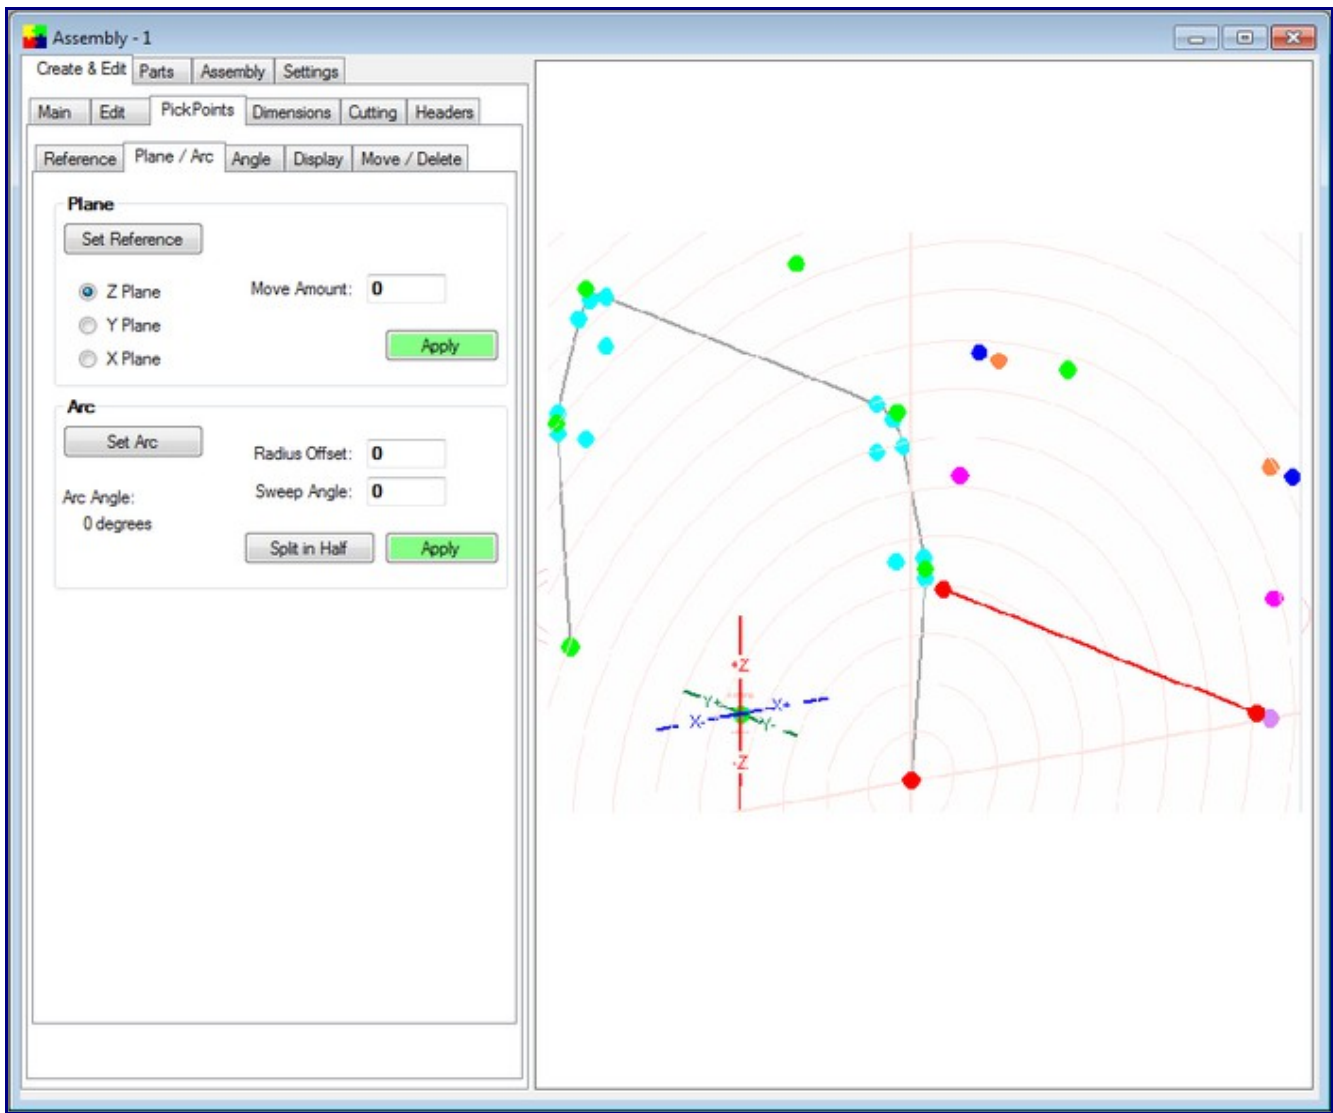 Assembly - 1
Create & Edit Parts Assembly Settings
Main Edit PickPoints Dimensions Cutting Headers
Reference Plane / Arc Angle Display Move / Delete
Plane
Set Reference
Z Plane Move Amount: 0
Y Plane
Apply
X Plane
Arc
Set Arc
Radius Offset: 0
Sweep Angle: 0
Arc Angle:
0 degrees
Split in Half Apply
+Z
Y+ X+
X- Y-
-Z